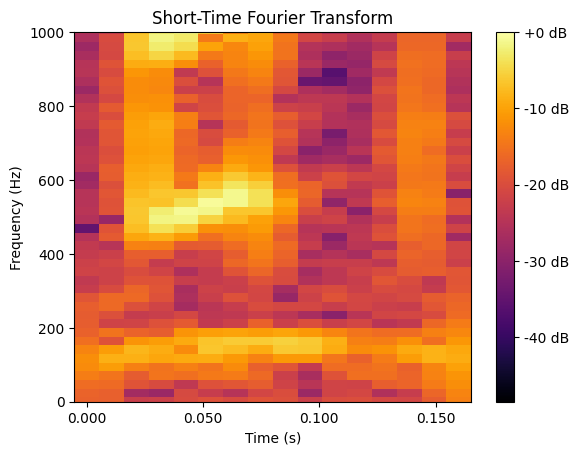 Short-Time Fourier Transform
1000
800
600
400
200
0
Frequency (Hz)
0.000
0.050
0.100
0.150
Time (s)
+0 dB
-10 dB
-20 dB
-30 dB
-40 dB